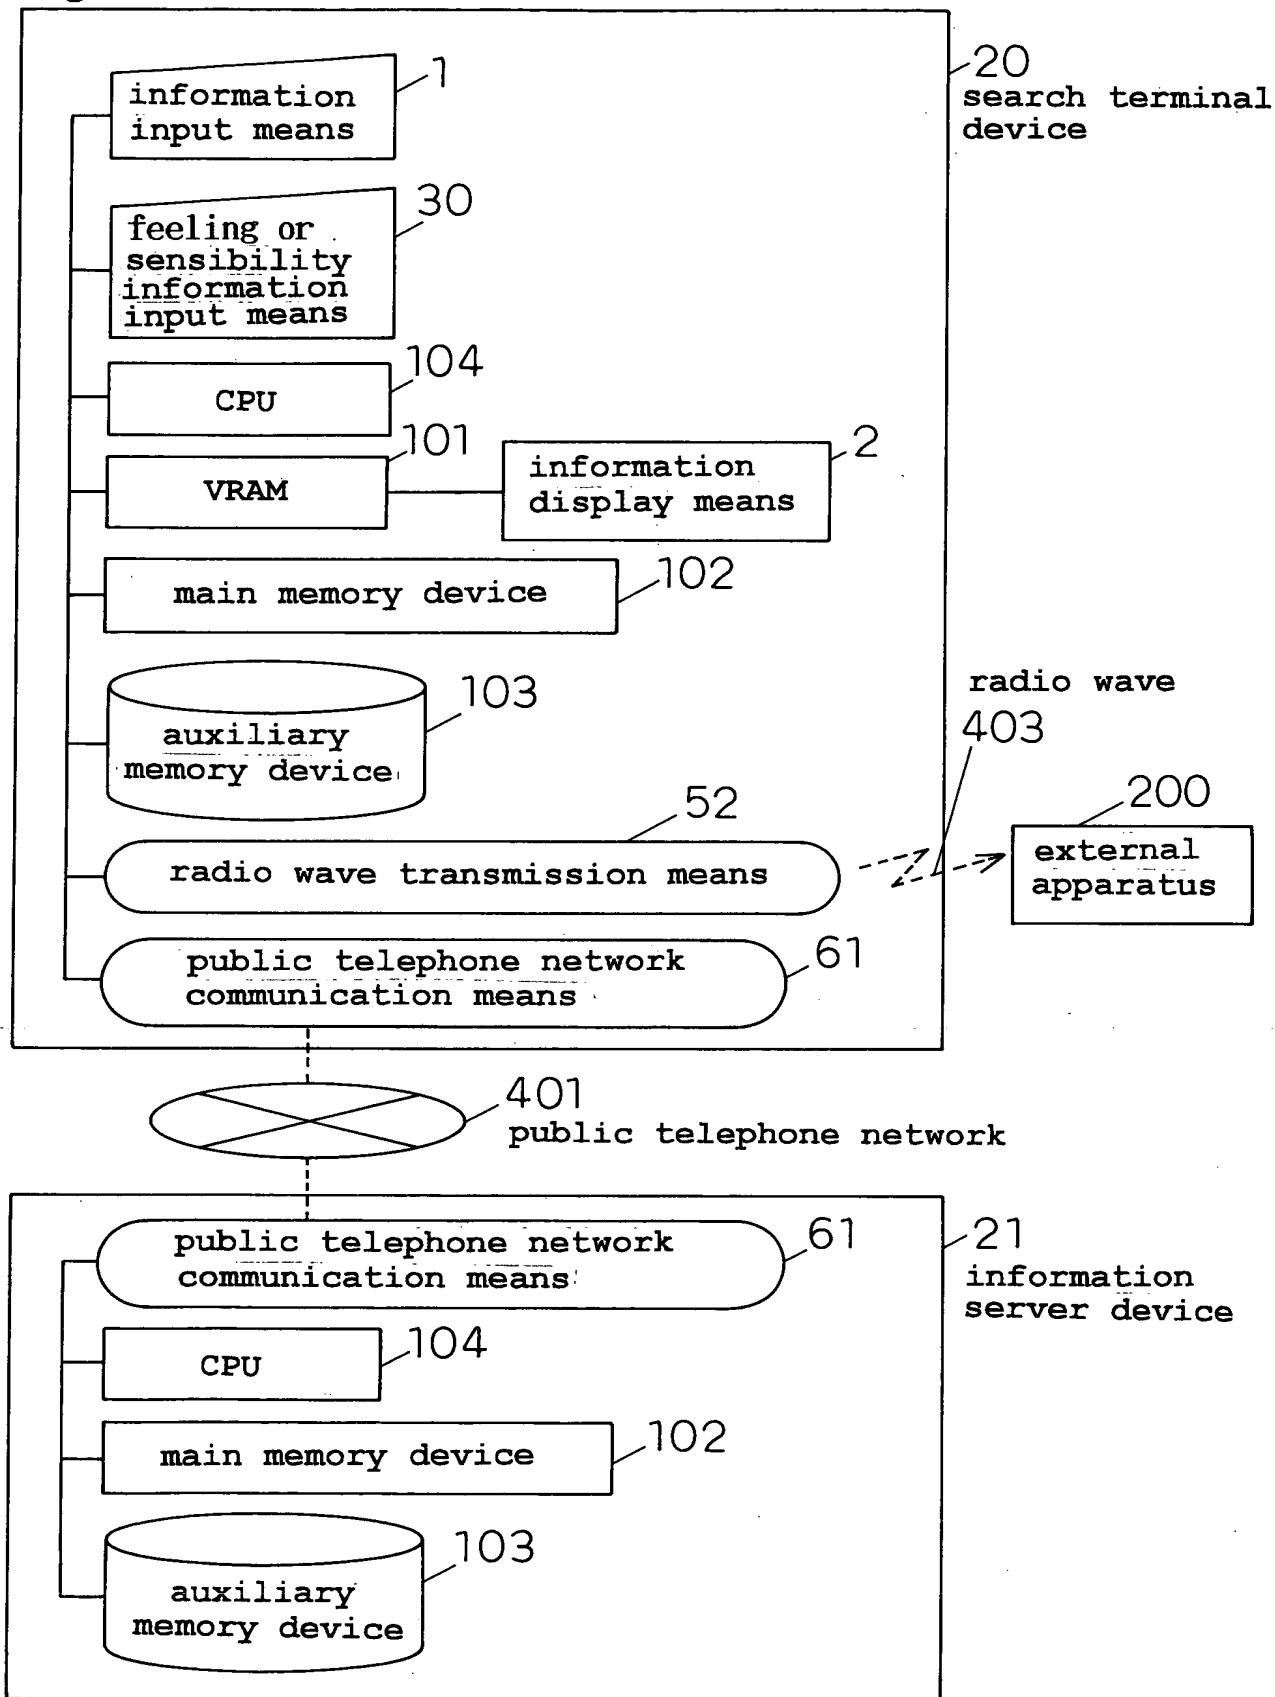 1
information
input means
20
search terminal
device
30
feeling or
sensibility
information
input means
104
CPU
101
VRAM
2
information
display means
102
main memory device
103
auxiliary
memory device
radio wave
403
52
radio wave transmission means
200
external
apparatus
61
public telephone network
communication means
401
public telephone network
61
public telephone network
communication means
21
information
server device
104
CPU
102
main memory device
103
auxiliary
memory device